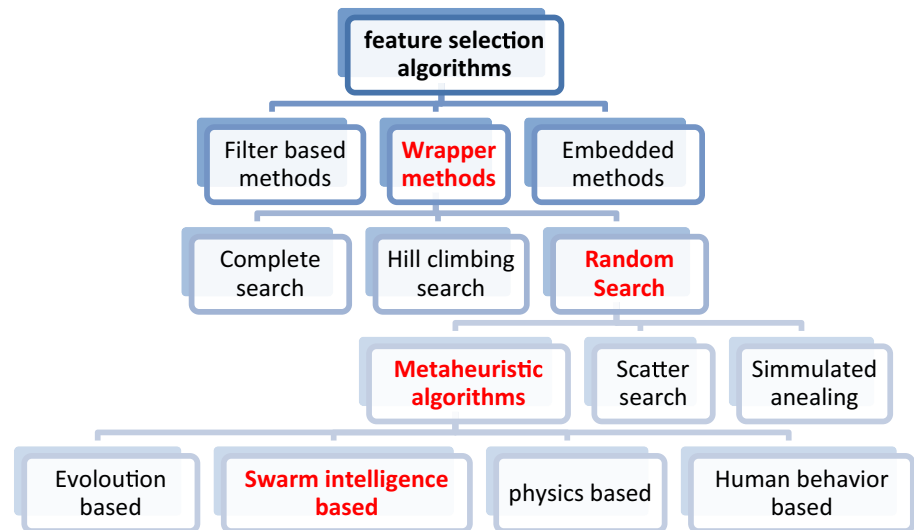 feature selection
algorithms
Filter based
methods
Wrapper
methods
Embedded
methods
Complete
search
Hill climbing
search
Random
Search
Metaheuristic
algorithms
Scatter
search
Simmulated
anealing
Evoloution
based
Swarm intelligence
based
physics based
Human behavior
based